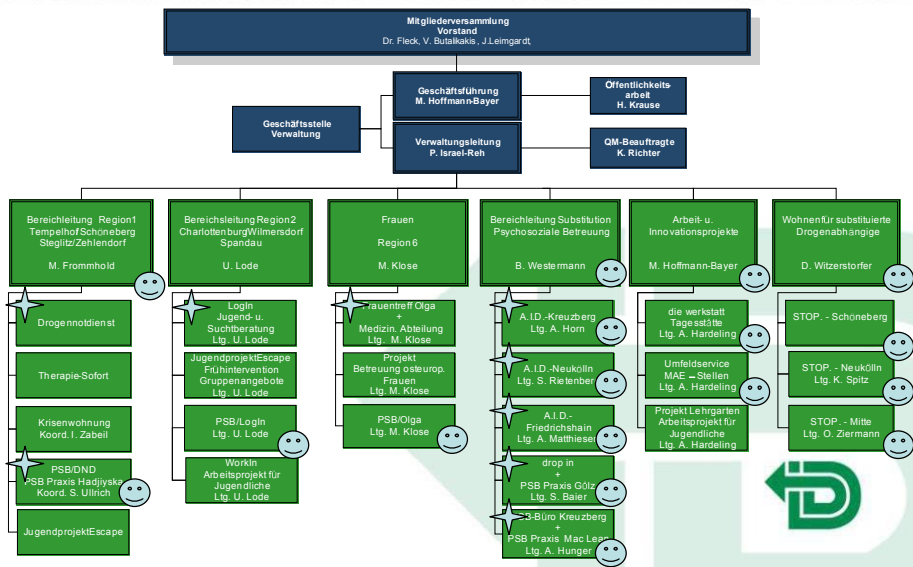 Mitgliederversammlung
Vorstand
Dr. Fleck, V. Butalikakis, J.Leimgardt,
Geschäftsführung
M. Hoffmann-Bayer
Öffentlichkeits-
arbeit
H. Krause
Geschäftsstelle
Verwaltung
Verwaltungsleitung
P. Israel-Reh
QM-Beauftragte
K. Richter
Bereichleitung Region1
Tempelhof Schöneberg
Steglitz/Zehlendorf
M. Frommhold
Drogennotdienst
Therapie-Sofort
Krisenwohnung
Koord. I. Zabeil
PSB/DND
PSB Praxis Hadjiyska
Koord. S. Ullrich
JugendprojektEscape
Bereichsleitung Region2
CharlottenburgWilmersdorf
Spandau
U. Lode
LogIn
Jugend- u.
Suchtberatung
Ltg. U. Lode
JugendprojektEscape
Frühintervention
Gruppenangebote
Ltg. U. Lode
PSB/LogIn
Ltg. U. Lode
WorkIn
Arbeitsprojekt für
Jugendliche
Ltg. U. Lode
Frauen
Region 6
M. Klose
Frauentreff Olga
+
Medizin. Abteilung
Ltg. M. Klose
Projekt
Betreuung osteurop.
Frauen
Ltg. M. Klose
PSB/Olga
Ltg. M. Klose
Bereichleitung Substitution
Psychosoziale Betreuung
B. Westermann
A.I.D.-Kreuzberg
Ltg. A. Horn
A.I.D.-Neukölln
Ltg. S. Rietenber
A.I.D.-
Friedrichshain
Ltg. A. Matthiesen
drop in
+
PSB Praxis Gölz
Ltg. S. Baier
-Büro Kreuzberg
+
PSB Praxis Mac Lean
Ltg. A. Hunger
Arbeit- u.
Innovationsprojekte
M. Hoffmann-Bayer
die werkstatt
Tagesstätte
Ltg. A. Hardeling
Umfeldservice
MAE – Stellen
Ltg. A. Hardeling
Projekt Lehrgarten
Arbeitsprojekt für
Jugendliche
Ltg. A. Hardeling
Wohnen für substituierte
Drogenabhängige
D. Witzerstorfer
STOP. - Schöneberg
STOP. - Neukölln
Ltg. K. Spitz
STOP. - Mitte
Ltg. O. Ziermann